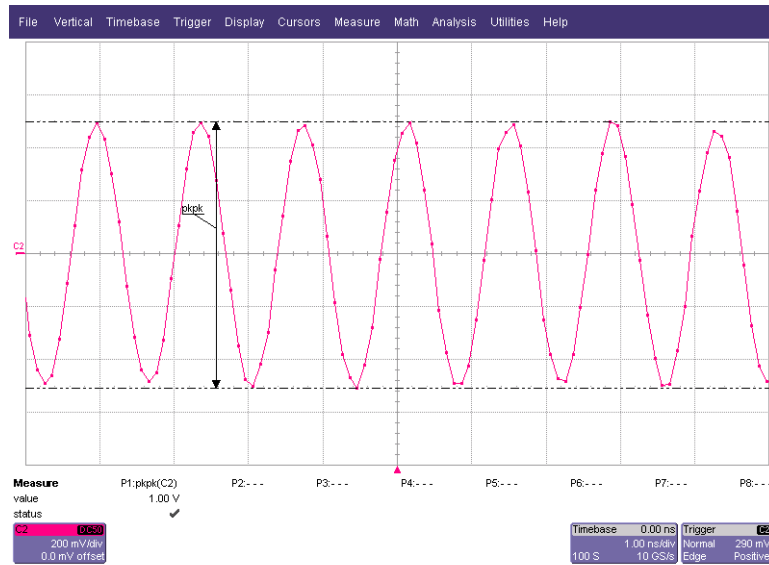 File Vertical Timebase Trigger Display Cursors Measure Math Analysis Utilities Help
pkpk
C2
Measure P1:pkpk(C2) P2:- - - P3:- - - P4:- - - P5:- - - P6:- - - P7:- - - P8:- - -
value 1.00 V
status
C2 DC50 Timebase 0.00 ns Trigger C2
200 mV/div 1.00 ns/div Normal 290 mV
0.0 mV offset 100 S 10 GS/s Edge Positive